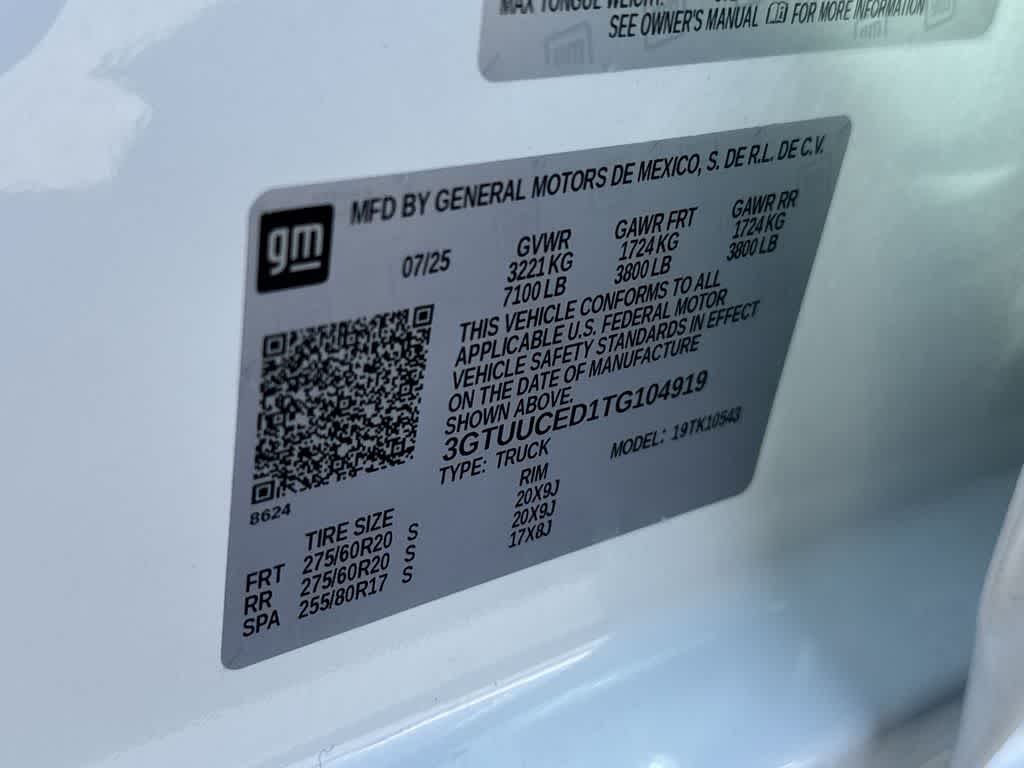 MAX TONGUE WEIGHT:
SEE OWNER'S MANUAL FOR MORE INFORMATION
gm
MFD BY GENERAL MOTORS DE MEXICO, S. DE R.L. DE C.V.
07/25
GVWR
3221 KG
7100 LB
GAWR FRT
1724 KG
3800 LB
GAWR RR
1724 KG
3800 LB
THIS VEHICLE CONFORMS TO ALL
APPLICABLE U.S. FEDERAL MOTOR
VEHICLE SAFETY STANDARDS IN EFFECT
ON THE DATE OF MANUFACTURE
SHOWN ABOVE.
3GTUUCED1TG104919
TYPE: TRUCK MODEL: 19TK10543
8624
TIRE SIZE RIM
FRT 275/60R20 S 20X9J
RR 275/60R20 S 20X9J
SPA 255/80R17 S 17X8J